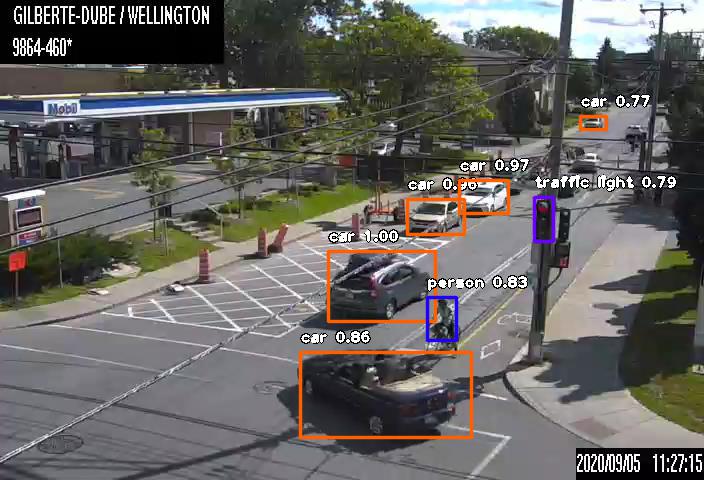 GILBERTE-DUBE / WELLINGTON
9864-460*
Mobil
car 0.77
car 0.97
car 0.96
traffic light 0.79
car 1.00
person 0.83
car 0.86
2020/09/05 11:27:15